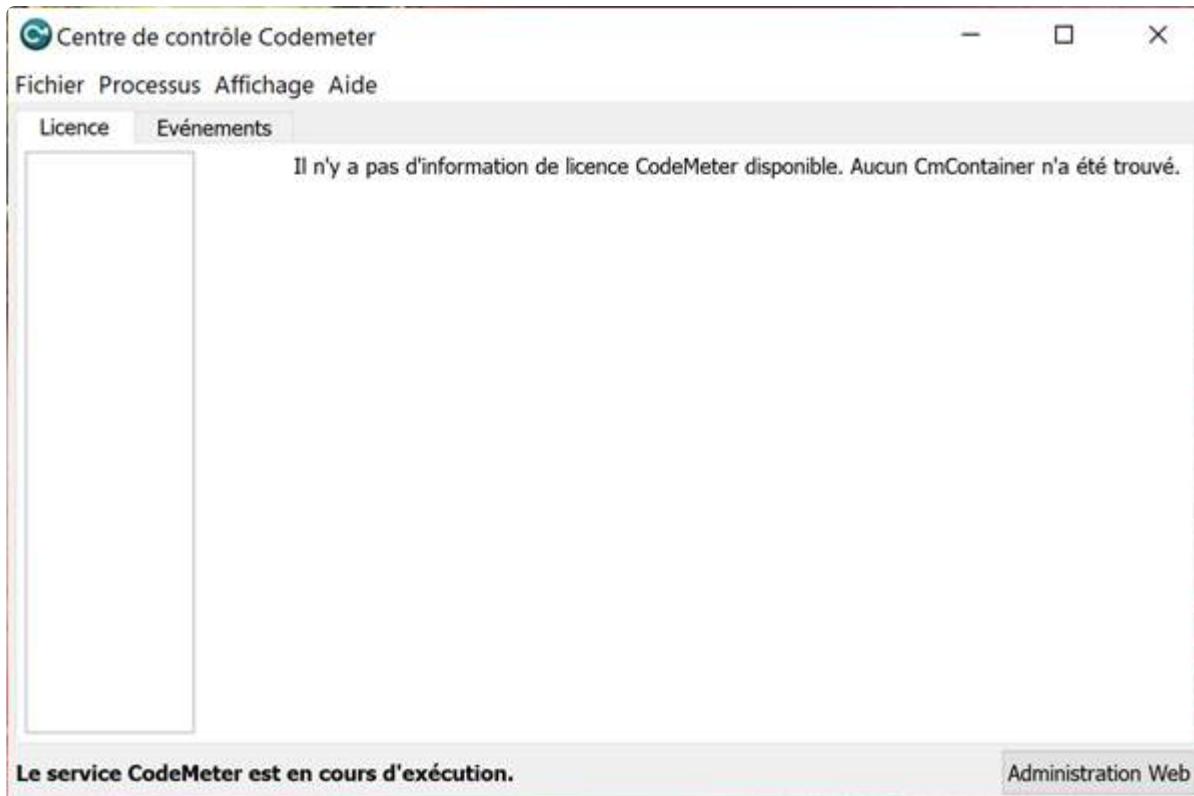 Centre de contrôle Codemeter
Fichier Processus Affichage Aide
Licence Evénements
Il n'y a pas d'information de licence CodeMeter disponible. Aucun CmContainer n'a été trouvé.
Le service CodeMeter est en cours d'exécution.
Administration Web